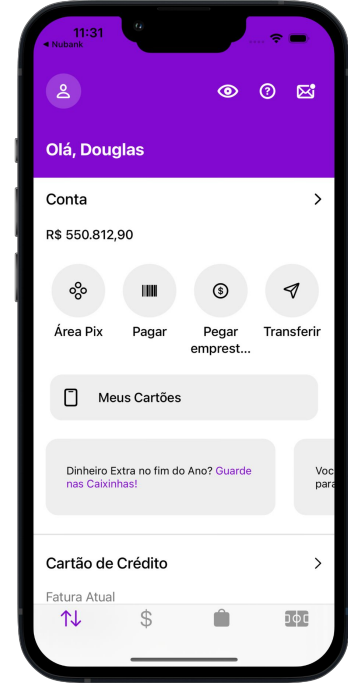 11:31
◀ Nubank
Olá, Douglas
Conta
R$ 550.812,90
Área Pix
Pagar
Pegar
emprest...
Transferir
Meus Cartões
Dinheiro Extra no fim do Ano? Guarde
nas Caixinhas!
Voc
para
Cartão de Crédito
Fatura Atual